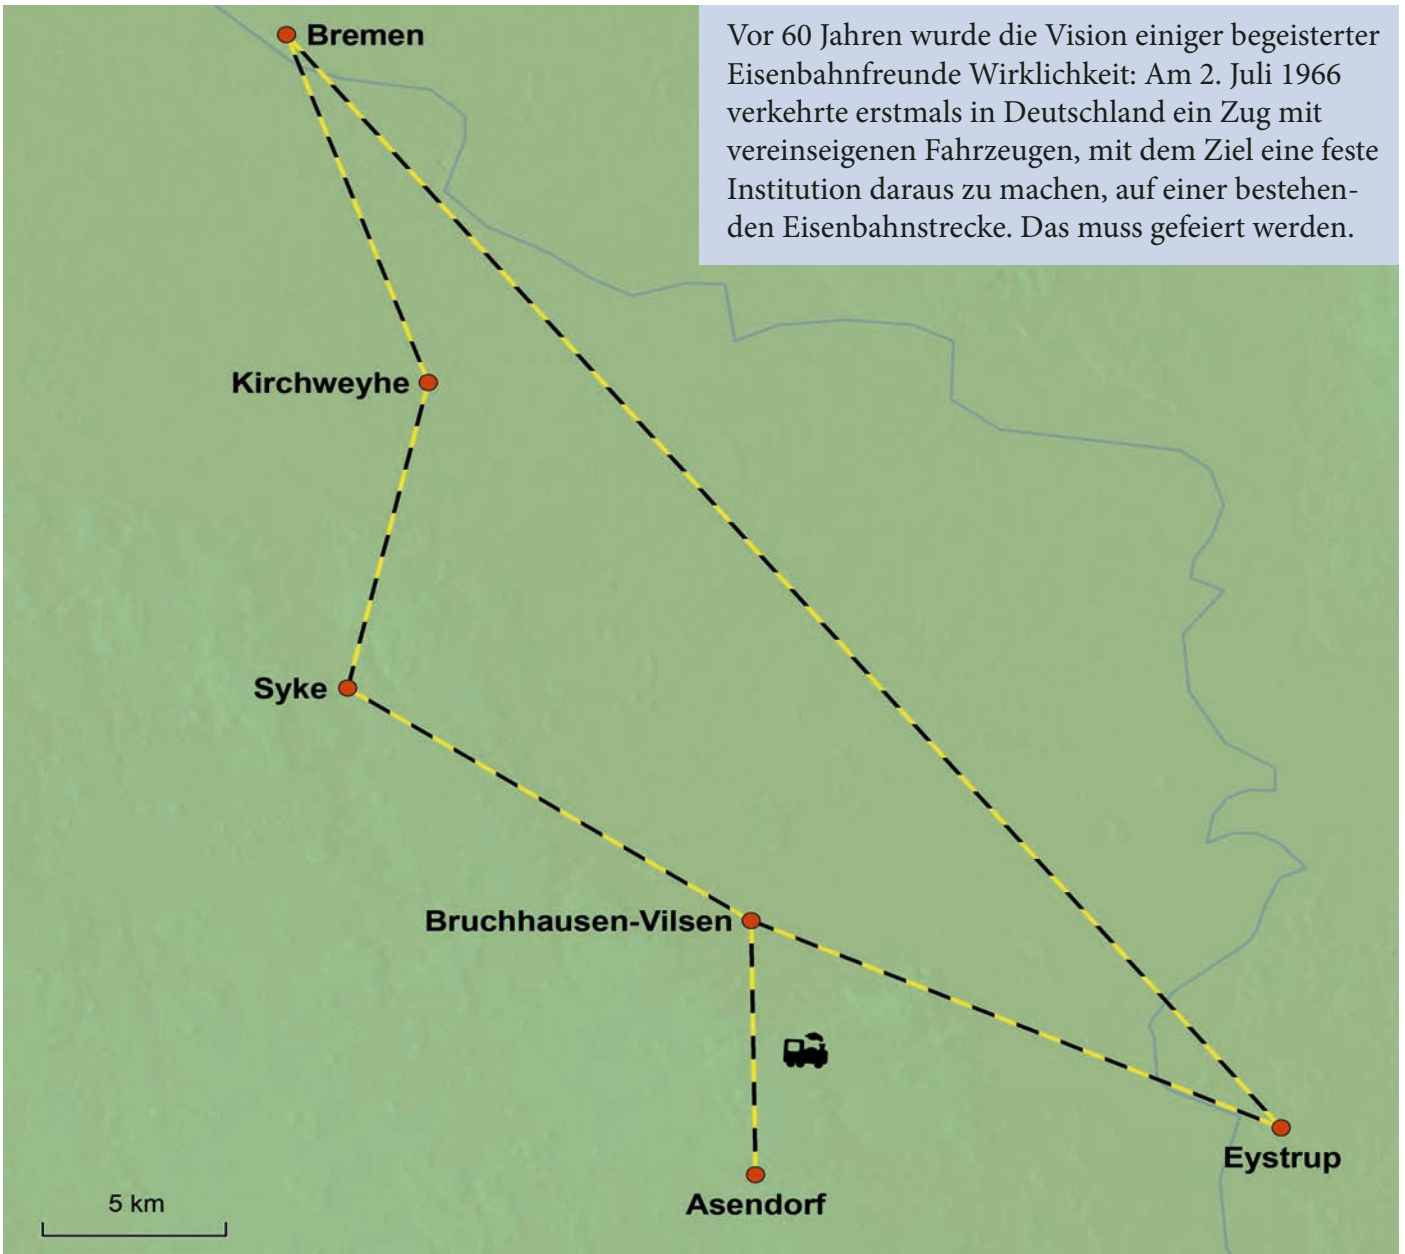 Bremen
Vor 60 Jahren wurde die Vision einiger begeisterter
Eisenbahnfreunde Wirklichkeit: Am 2. Juli 1966
verkehrte erstmals in Deutschland ein Zug mit
vereinseigenen Fahrzeugen, mit dem Ziel eine feste
Institution daraus zu machen, auf einer bestehen-
den Eisenbahnstrecke. Das muss gefeiert werden.
Kirchweyhe
Syke
Bruchhausen-Vilsen
Eystrup
Asendorf
5 km